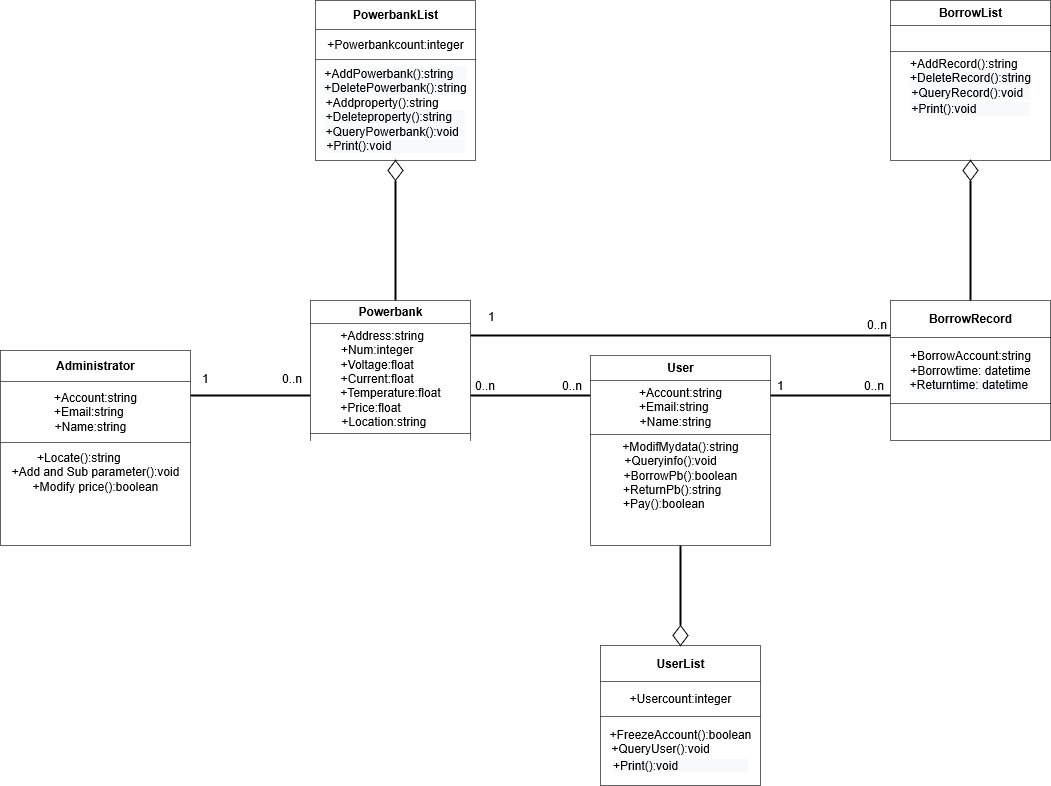 PowerbankList
+Powerbankcount:integer
+AddPowerbank():string
+DeletePowerbank():string
+Addproperty():string
+Deleteproperty():string
+QueryPowerbank():void
+Print():void
BorrowList
+AddRecord():string
+DeleteRecord():string
+QueryRecord():void
+Print():void
Powerbank
+Address:string
+Num:integer
+Voltage:float
+Current:float
+Temperature:float
+Price:float
+Location:string
1
0..n
BorrowRecord
+BorrowAccount:string
+Borrowtime: datetime
+Returntime: datetime
Administrator
+Account:string
+Email:string
+Name:string
+Locate():string
+Add and Sub parameter():void
+Modify price():boolean
1
0..n
0..n
0..n
User
+Account:string
+Email:string
+Name:string
+ModifMydata():string
+Queryinfo():void
+BorrowPb():boolean
+ReturnPb():string
+Pay():boolean
1
0..n
UserList
+Usercount:integer
+FreezeAccount():boolean
+QueryUser():void
+Print():void